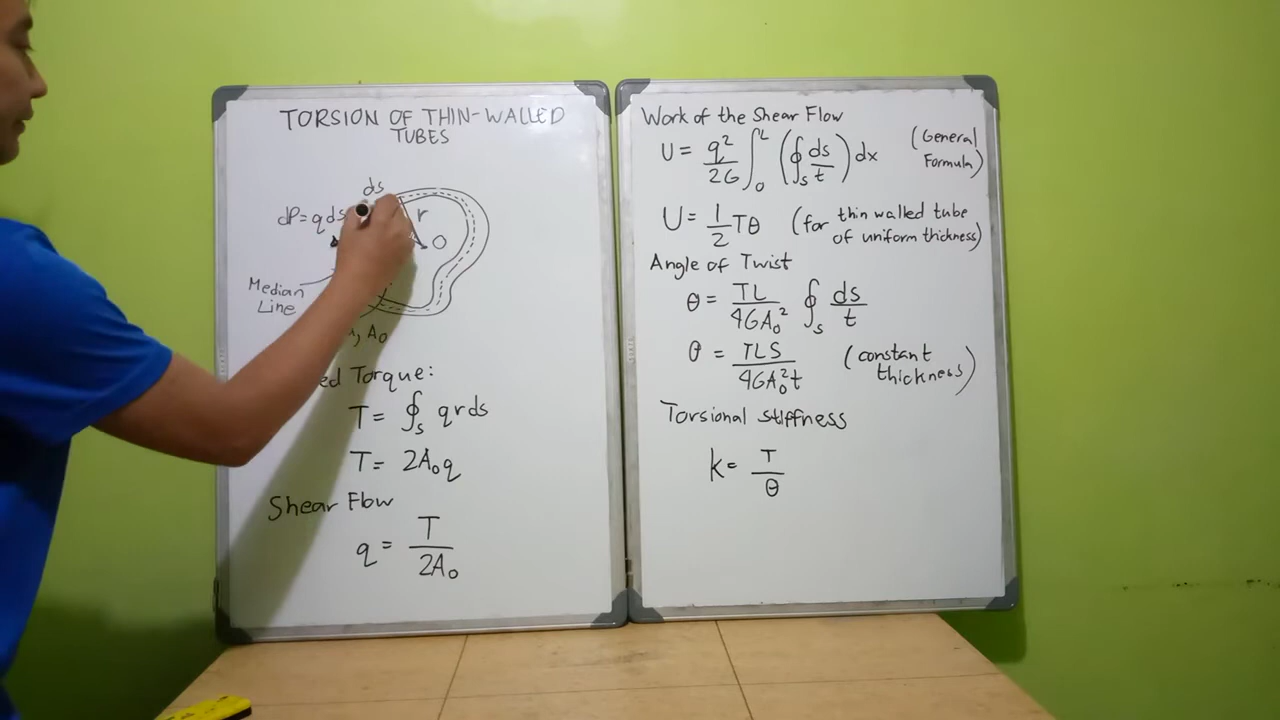 TORSION OF THIN-WALLED
TUBES
ds
dP=qds
r
O
Median
Line
, A₀
Torque:
T= ∮ₛ qrds
T= 2A₀q
Shear Flow
q = T / 2A₀
Work of the Shear Flow
U = q²/2G ∫₀ᴸ (∮ₛ ds/t) dx (General
Formula)
U = 1/2 Tθ (for thin walled tube
of uniform thickness)
Angle of Twist
θ = TL/4GA₀² ∮ₛ ds/t
θ = TLS/4GA₀²t (constant
thickness)
Torsional stiffness
k = T/θ